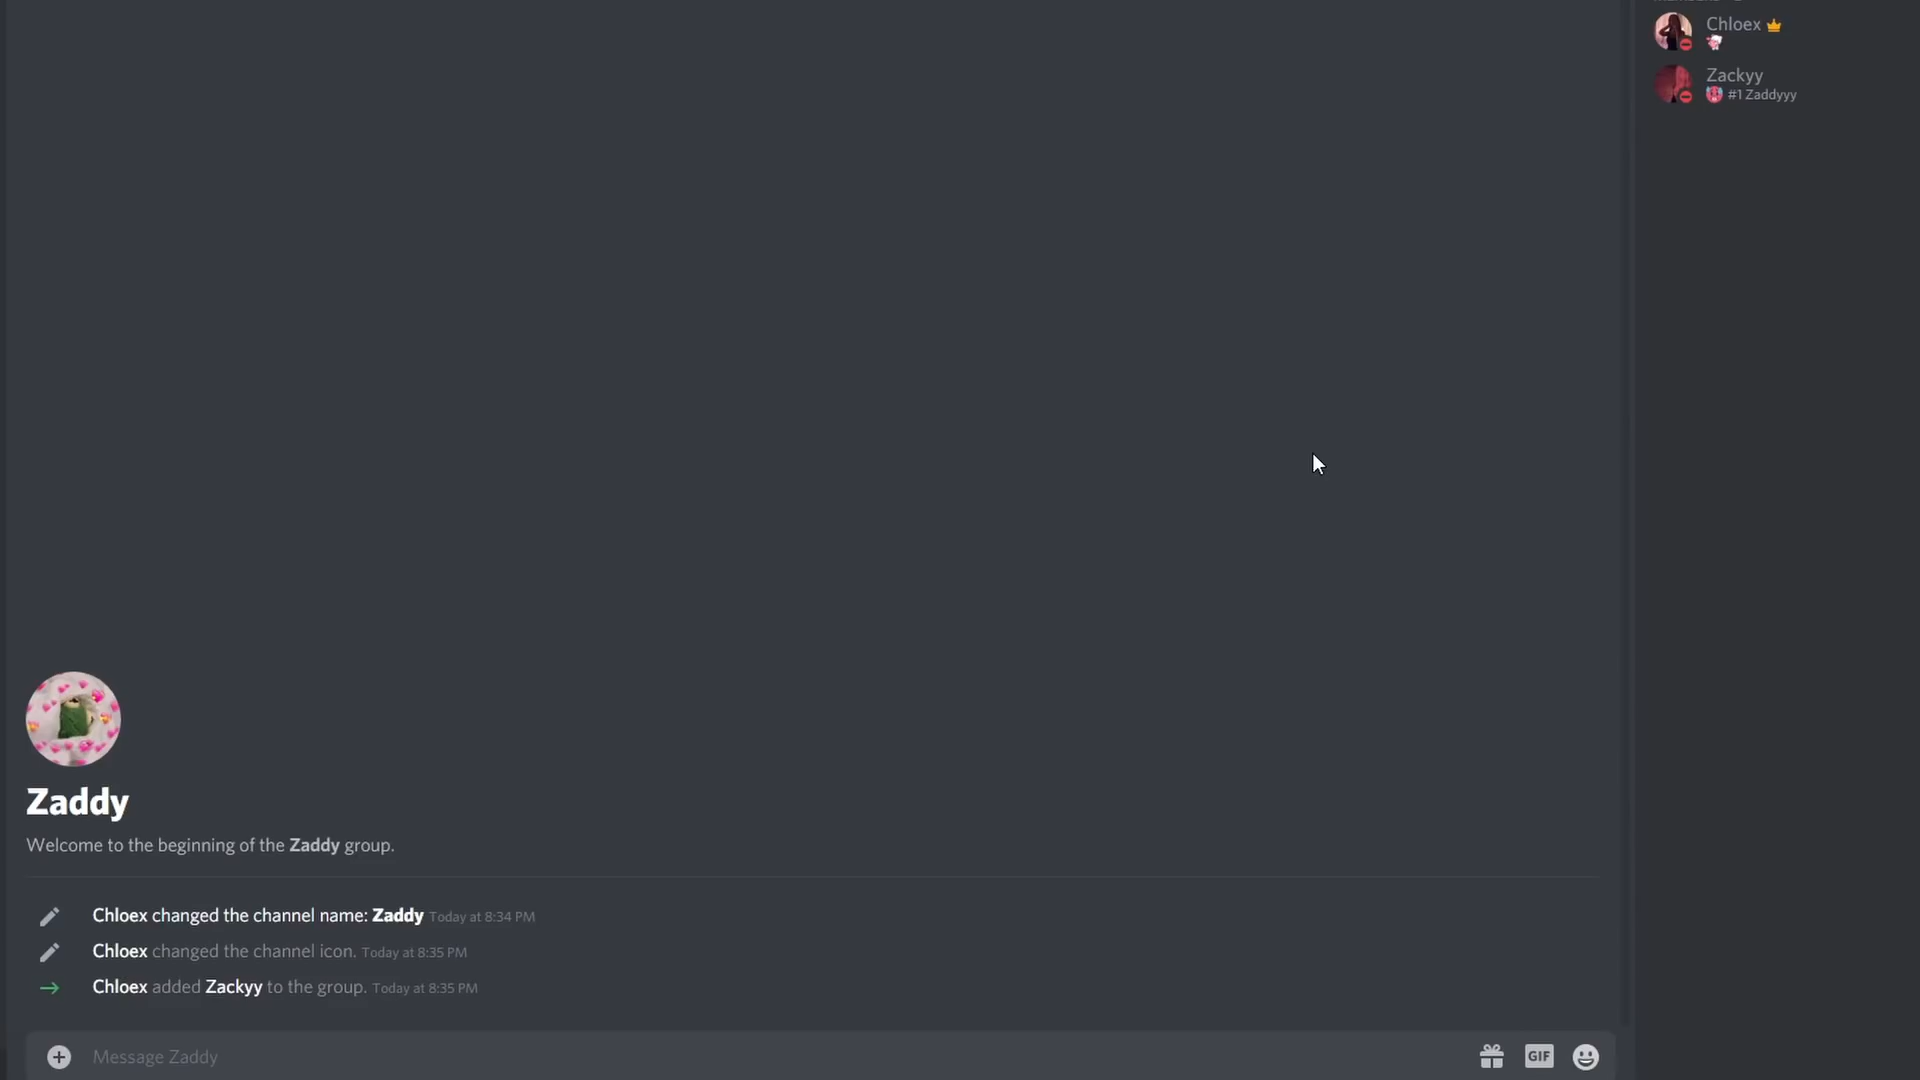 Chloex
Zackyy
#1 Zaddyyy
Zaddy
Welcome to the beginning of the Zaddy group.
Chloex changed the channel name: Zaddy Today at 8:34 PM
Chloex changed the channel icon. Today at 8:35 PM
Chloex added Zackyy to the group. Today at 8:35 PM
Message Zaddy
GIF